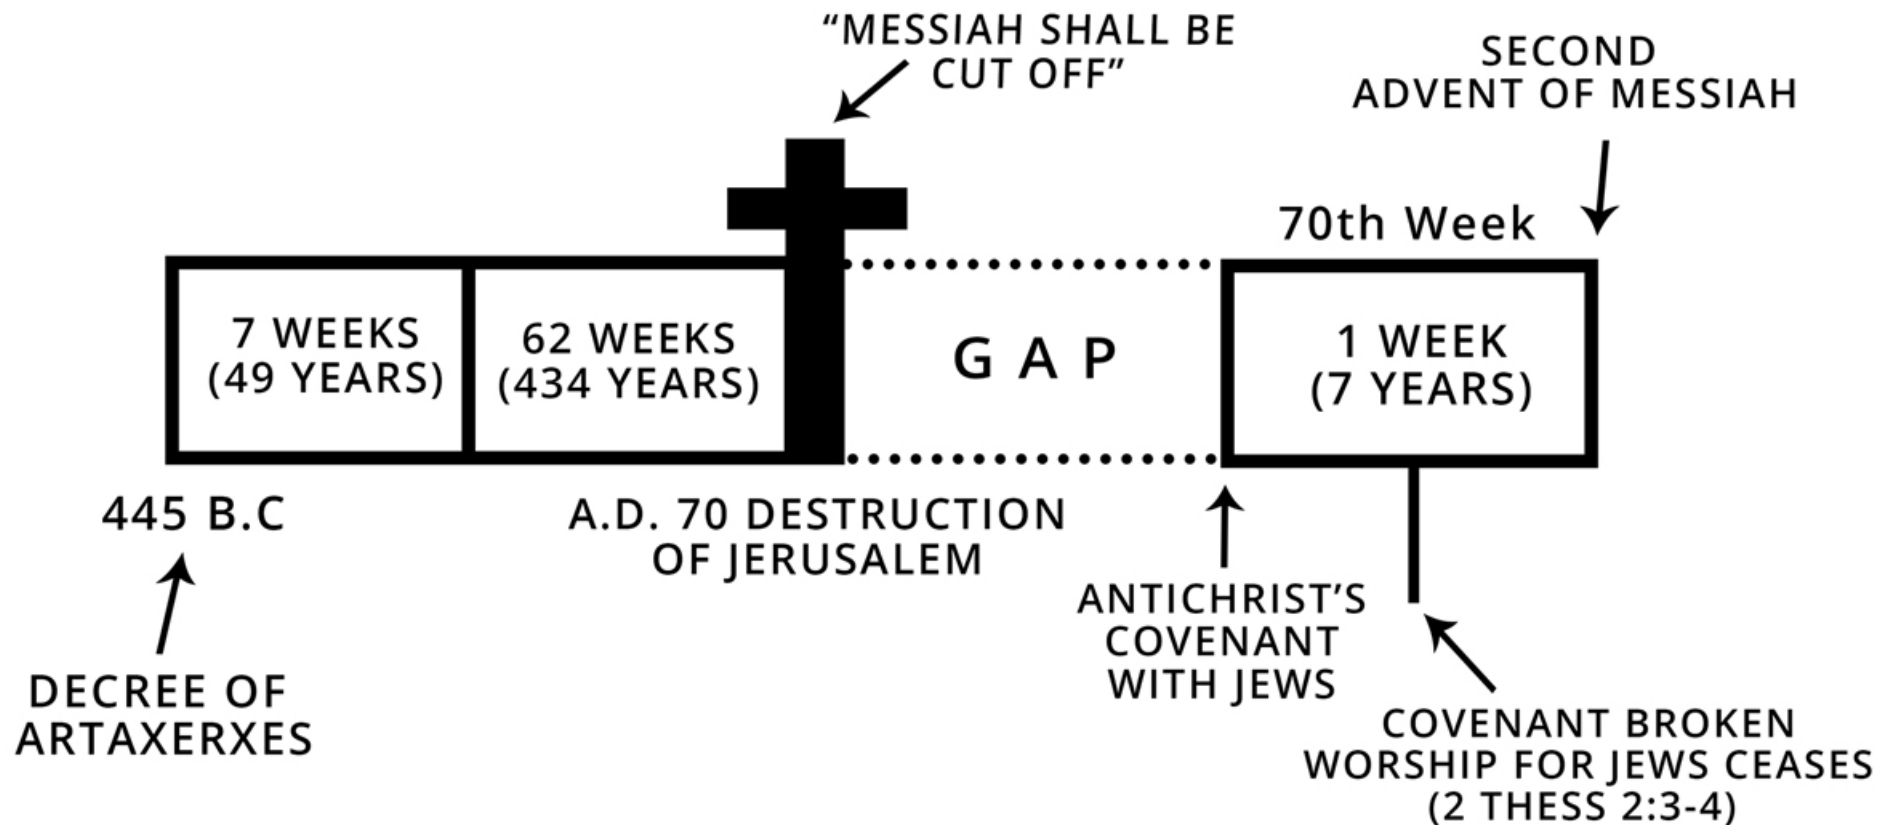 “MESSIAH SHALL BE
CUT OFF”
SECOND
ADVENT OF MESSIAH
70th Week
7 WEEKS
(49 YEARS)
62 WEEKS
(434 YEARS)
G A P
1 WEEK
(7 YEARS)
445 B.C
A.D. 70 DESTRUCTION
OF JERUSALEM
DECREE OF
ARTAXERXES
ANTICHRIST’S
COVENANT
WITH JEWS
COVENANT BROKEN
WORSHIP FOR JEWS CEASES
(2 THESS 2:3-4)